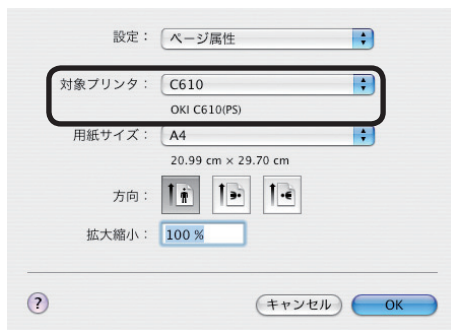 設定： ページ属性
対象プリンタ： C610
OKI C610(PS)
用紙サイズ： A4
20.99 cm × 29.70 cm
方向：
拡大縮小： 100 %
? キャンセル OK